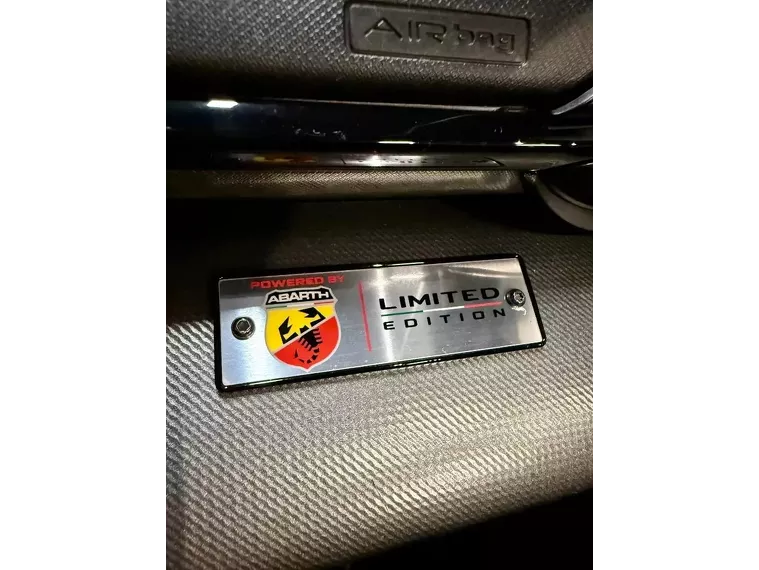 AIRbag
POWERED BY
ABARTH
LIMITED
EDITION